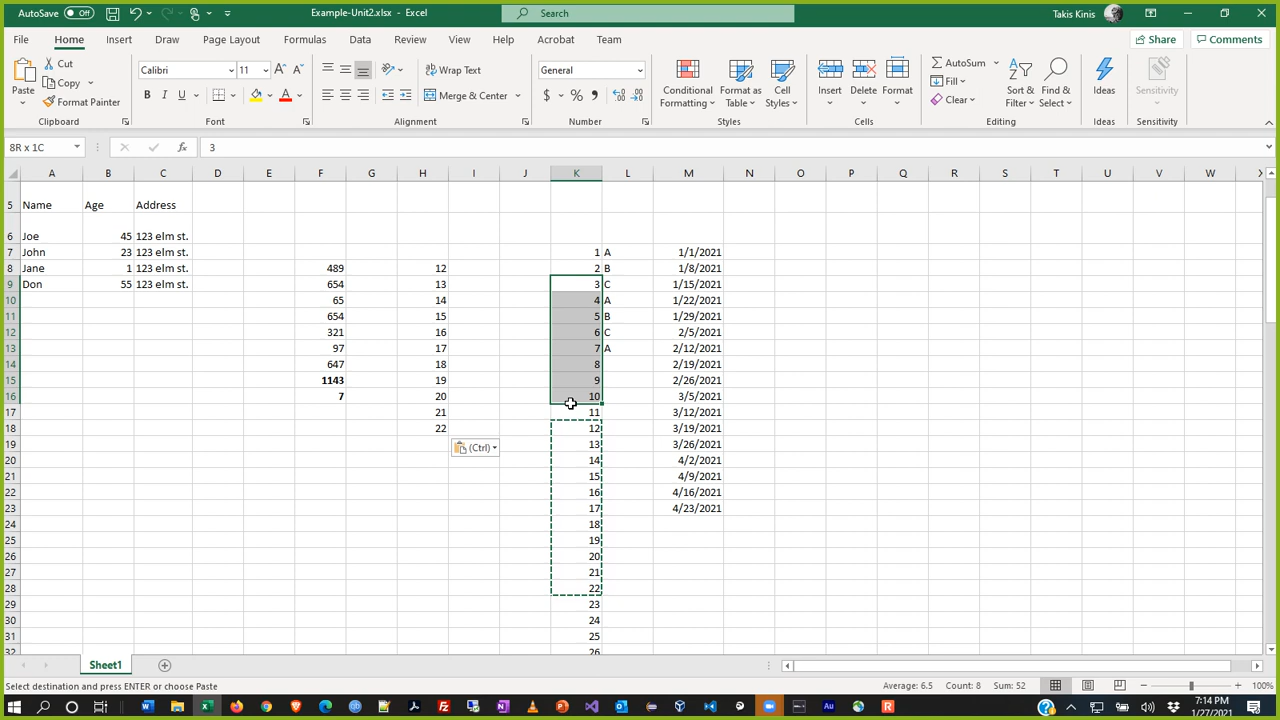 AutoSave Off Example-Unit2.xlsx - Excel Search Takis Kinis
File Home Insert Draw Page Layout Formulas Data Review View Help Acrobat Team Share Comments
Paste Cut Copy Format Painter Clipboard
Calibri 11 A A B I U A Font
Wrap Text Merge & Center Alignment
General $ % , Number
Conditional Formatting Format as Table Cell Styles Styles
Insert Delete Format Cells
AutoSum Fill Clear Sort & Filter Find & Select Editing
Ideas Ideas
Sensitivity Sensitivity
8R x 1C fx 3
A B C D E F G H I J K L M N O P Q R S T U V W X
5 Name Age Address
6 Joe 45 123 elm st.
7 John 23 123 elm st. 1 A 1/1/2021
8 Jane 1 123 elm st. 489 12 2 B 1/8/2021
9 Don 55 123 elm st. 654 13 3 C 1/15/2021
10 65 14 4 A 1/22/2021
11 654 15 5 B 1/29/2021
12 321 16 6 C 2/5/2021
13 97 17 7 A 2/12/2021
14 647 18 8 2/19/2021
15 1143 19 9 2/26/2021
16 7 20 10 3/5/2021
17 21 11 3/12/2021
18 22 12 3/19/2021
19 (Ctrl) 13 3/26/2021
20 14 4/2/2021
21 15 4/9/2021
22 16 4/16/2021
23 17 4/23/2021
24 18
25 19
26 20
27 21
28 22
29 23
30 24
31 25
32 26
Sheet1
Select destination and press ENTER or choose Paste Average: 6.5 Count: 8 Sum: 52 100%
7:14 PM
1/27/2021